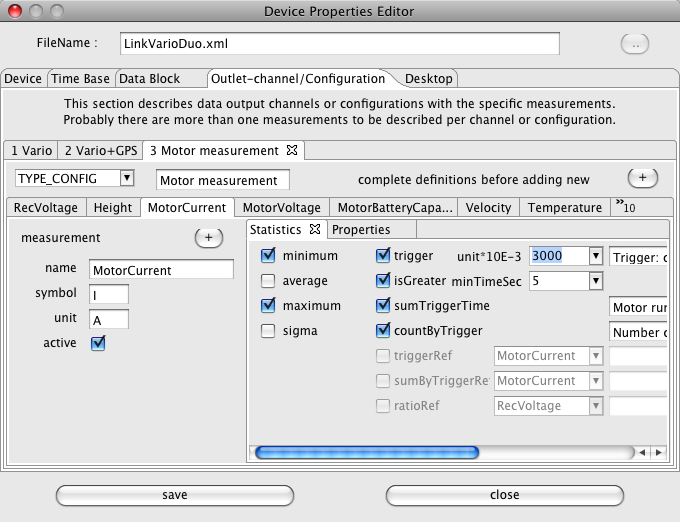 Device Properties Editor
FileName :
LinkVarioDuo.xml
..
Device
Time Base
Data Block
Outlet-channel/Configuration
Desktop
This section describes data output channels or configurations with the specific measurements.
Probably there are more than one measurements to be described per channel or configuration.
1 Vario
2 Vario+GPS
3 Motor measurement
TYPE_CONFIG
Motor measurement
complete definitions before adding new
+
RecVoltage
Height
MotorCurrent
MotorVoltage
MotorBatteryCapa...
Velocity
Temperature
»10
measurement
+
name
MotorCurrent
symbol
I
unit
A
active
Statistics
Properties
minimum
trigger
unit*10E-3
3000
Trigger: c
average
isGreater
minTimeSec
5
maximum
sumTriggerTime
Motor rur
sigma
countByTrigger
Number c
triggerRef
MotorCurrent
sumByTriggerRe
MotorCurrent
ratioRef
RecVoltage
save
close